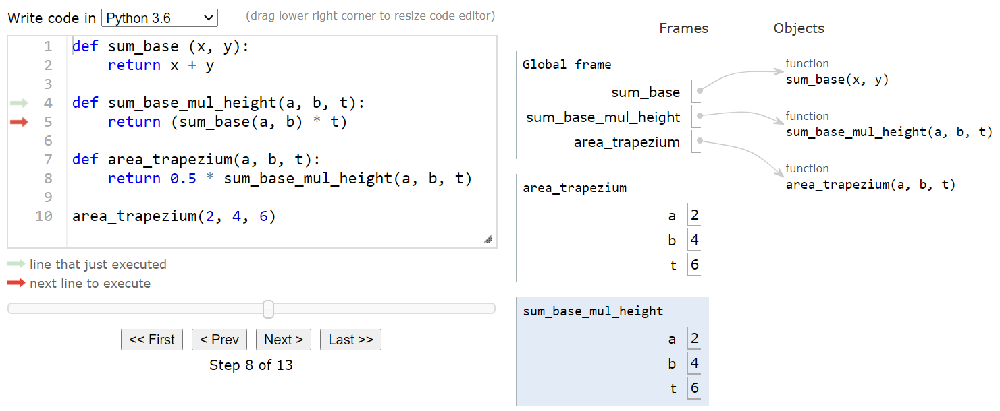 Write code in Python 3.6 (drag lower right corner to resize code editor)
1 def sum_base (x, y):
2     return x + y
3
4 def sum_base_mul_height(a, b, t):
5     return (sum_base(a, b) * t)
6
7 def area_trapezium(a, b, t):
8     return 0.5 * sum_base_mul_height(a, b, t)
9
10 area_trapezium(2, 4, 6)
line that just executed
next line to execute
<< First < Prev Next > Last >>
Step 8 of 13
Frames Objects
Global frame
sum_base
sum_base_mul_height
area_trapezium
function
sum_base(x, y)
function
sum_base_mul_height(a, b, t)
function
area_trapezium(a, b, t)
area_trapezium
a 2
b 4
t 6
sum_base_mul_height
a 2
b 4
t 6